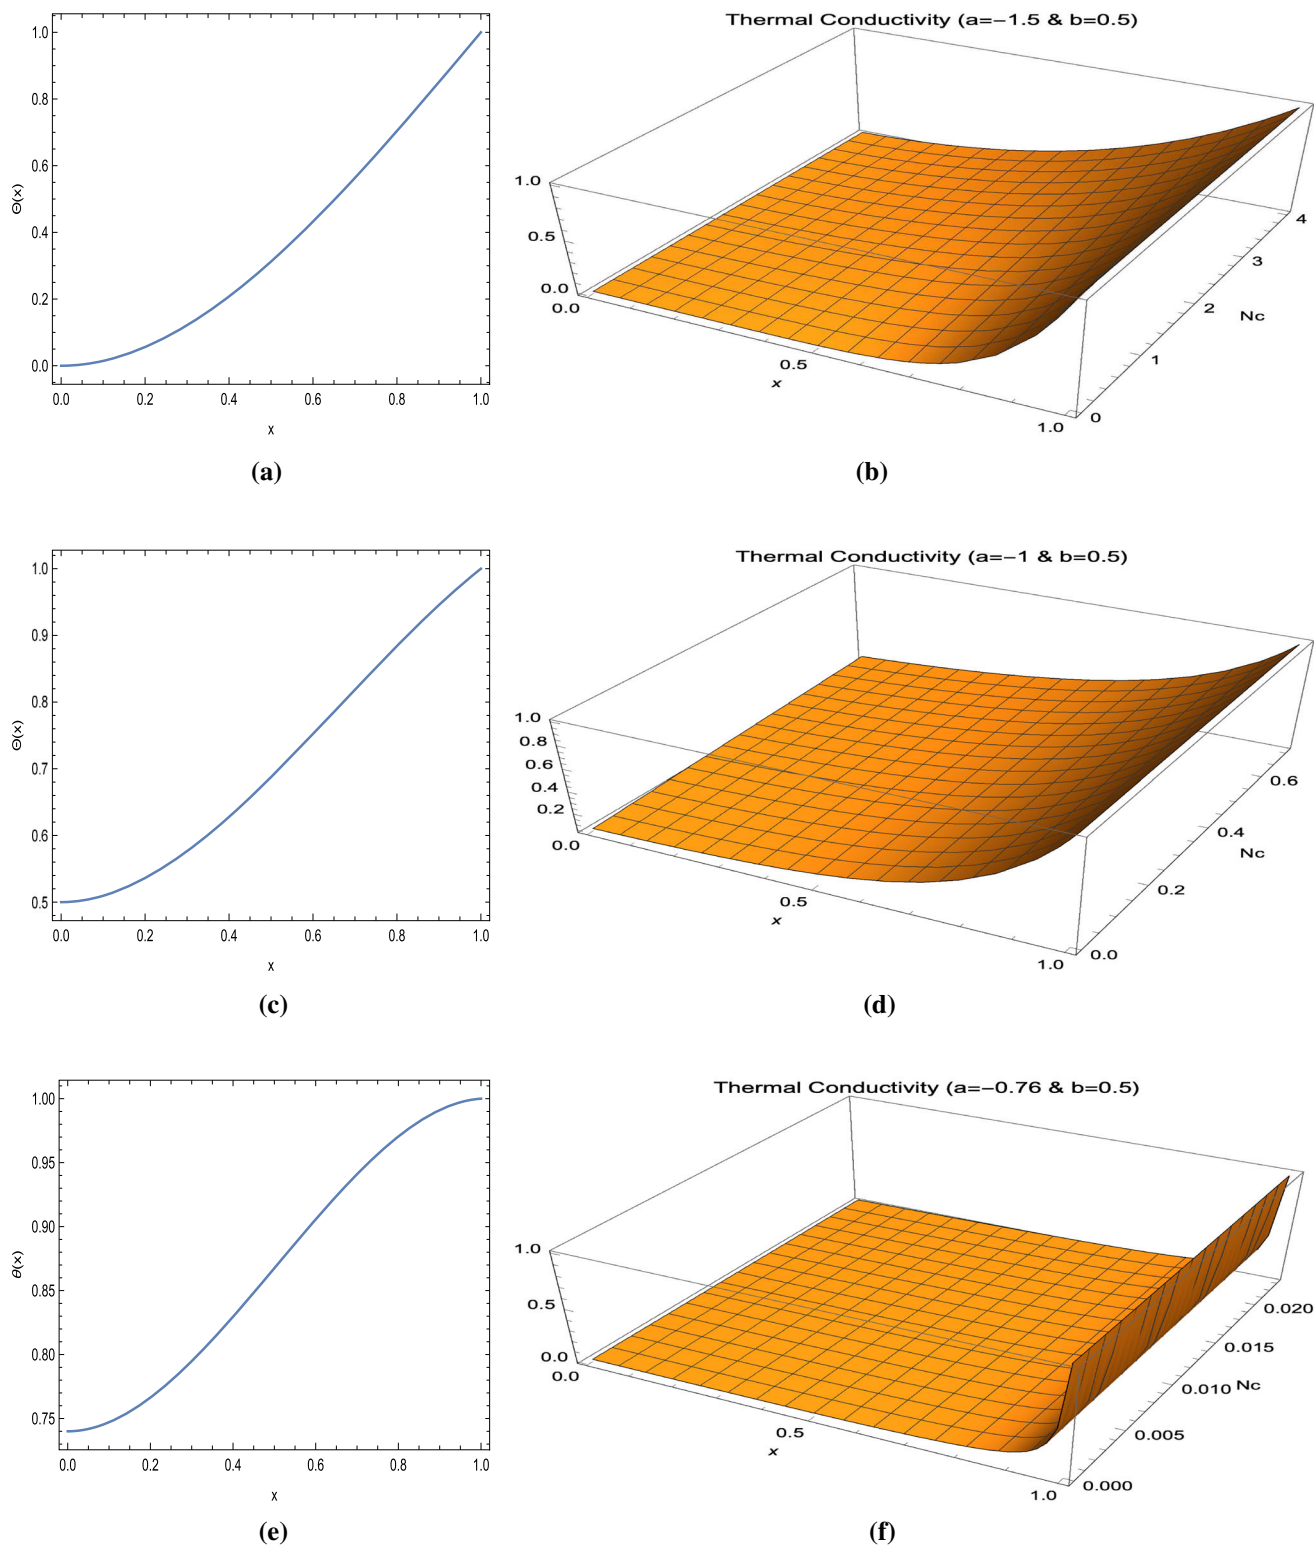 1.0
0.8
0.6
0.4
0.2
0.0
Θ(x)
0.0 0.2 0.4 0.6 0.8 1.0
x
(a)
Thermal Conductivity (a=−1.5 & b=0.5)
1.0
0.5
0.0
0.0
0.5
1.0
x
0
1
2
3
4
Nc
(b)
1.0
0.9
0.8
0.7
0.6
0.5
Θ(x)
0.0 0.2 0.4 0.6 0.8 1.0
x
(c)
Thermal Conductivity (a=−1 & b=0.5)
1.0
0.8
0.6
0.4
0.2
0.0
0.5
1.0
x
0.0
0.2
0.4
0.6
Nc
(d)
1.00
0.95
0.90
0.85
0.80
0.75
θ(x)
0.0 0.2 0.4 0.6 0.8 1.0
x
(e)
Thermal Conductivity (a=−0.76 & b=0.5)
1.0
0.5
0.0
0.0
0.5
1.0
x
0.000
0.005
0.010
0.015
0.020
Nc
(f)